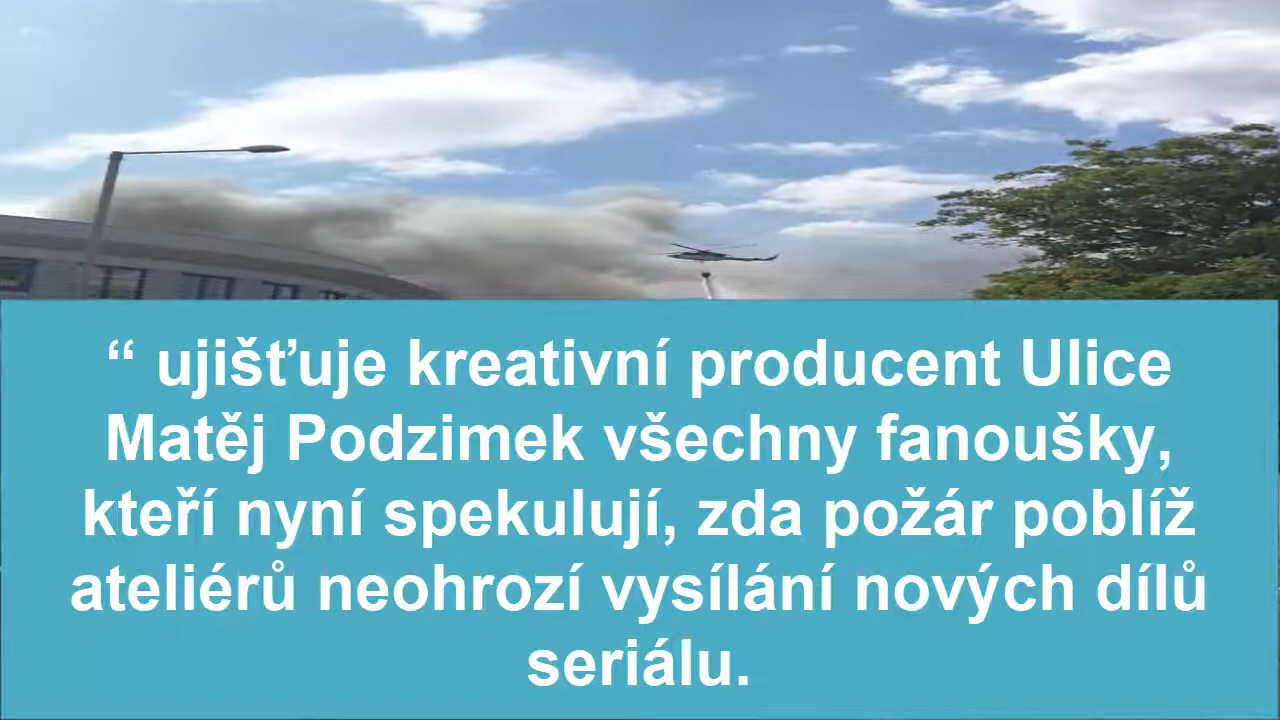 “ ujišťuje kreativní producent Ulice
Matěj Podzimek všechny fanoušky,
kteří nyní spekulují, zda požár poblíž
ateliérů neohrozí vysílání nových dílů
seriálu.